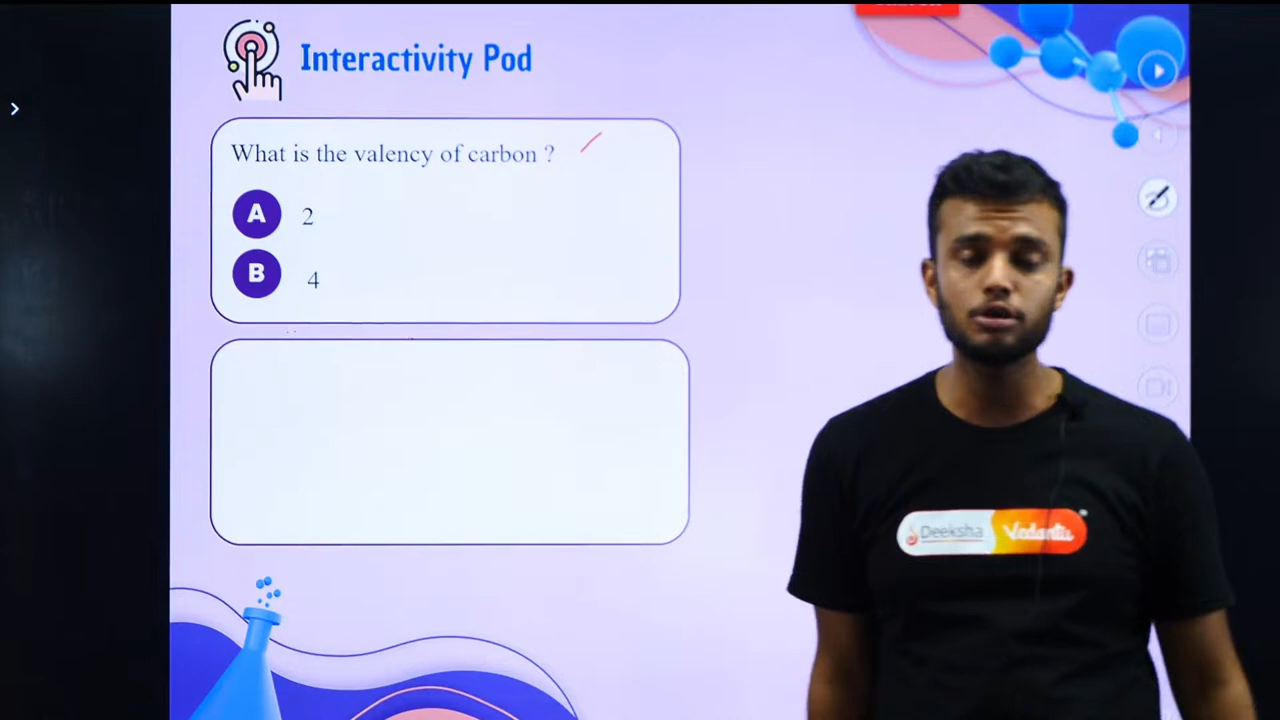 Interactivity Pod
What is the valency of carbon ?
A 2
B 4
Deeksha Vedantu